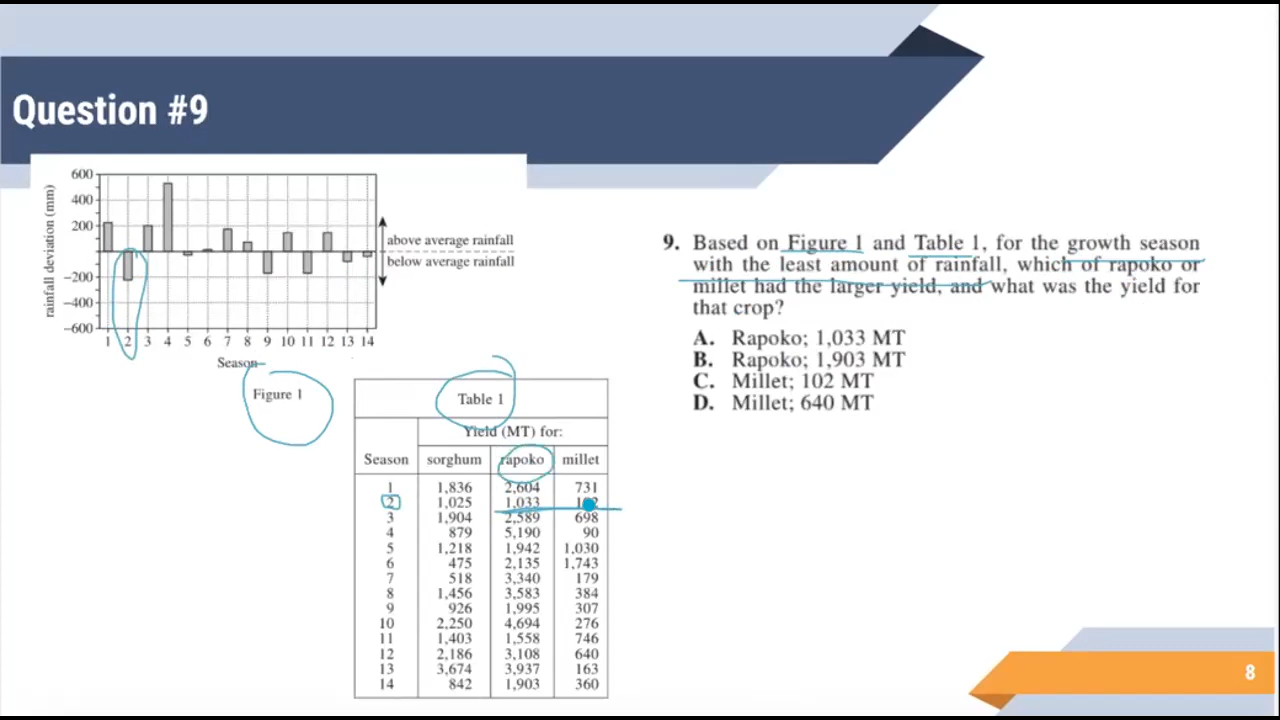 Question #9
600
400
200
−200
−400
−600
rainfall deviation (mm)
1 2 3 4 5 6 7 8 9 10 11 12 13 14
Season
above average rainfall
below average rainfall
Figure 1
Table 1
Yield (MT) for:
Season sorghum rapoko millet
1 1,836 2,604 731
2 1,025 1,033
3 1,904 2,589 698
4 879 5,190 90
5 1,218 1,942 1,030
6 475 2,135 1,743
7 518 3,340 179
8 1,456 3,583 384
9 926 1,995 307
10 2,250 4,694 276
11 1,403 1,558 746
12 2,186 3,108 640
13 3,674 3,937 163
14 842 1,903 360
9. Based on Figure 1 and Table 1, for the growth season
with the least amount of rainfall, which of rapoko or
millet had the larger yield, and what was the yield for
that crop?
A. Rapoko; 1,033 MT
B. Rapoko; 1,903 MT
C. Millet; 102 MT
D. Millet; 640 MT
8